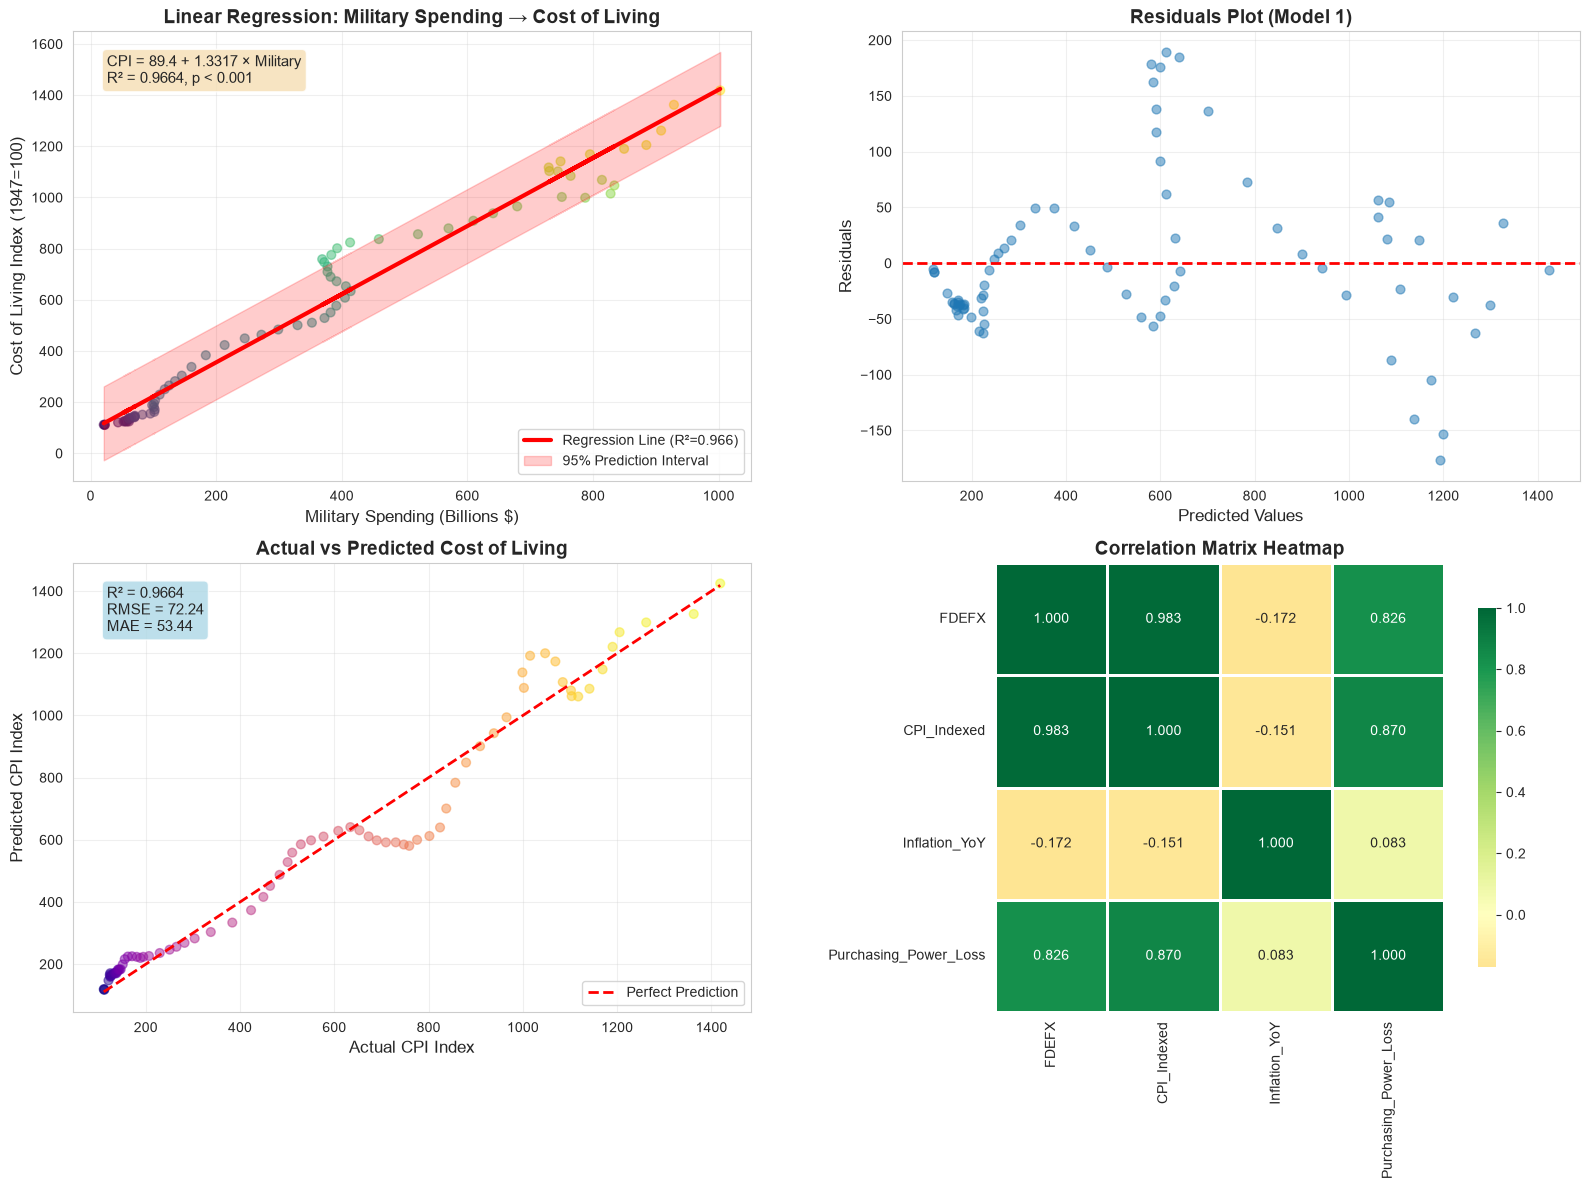 Linear Regression: Military Spending → Cost of Living
CPI = 89.4 + 1.3317 × Military
R² = 0.9664, p < 0.001
Cost of Living Index (1947=100)
1600
1400
1200
1000
800
600
400
200
0
Regression Line (R²=0.966)
95% Prediction Interval
0 200 400 600 800 1000
Military Spending (Billions $)
Residuals Plot (Model 1)
Residuals
200
150
100
50
0
−50
−100
−150
200 400 600 800 1000 1200 1400
Predicted Values
Actual vs Predicted Cost of Living
R² = 0.9664
RMSE = 72.24
MAE = 53.44
Predicted CPI Index
1400
1200
1000
800
600
400
200
Perfect Prediction
200 400 600 800 1000 1200 1400
Actual CPI Index
Correlation Matrix Heatmap
FDEFX 1.000 0.983 -0.172 0.826
CPI_Indexed 0.983 1.000 -0.151 0.870
Inflation_YoY -0.172 -0.151 1.000 0.083
Purchasing_Power_Loss 0.826 0.870 0.083 1.000
FDEFX
CPI_Indexed
Inflation_YoY
Purchasing_Power_Loss
1.0
0.8
0.6
0.4
0.2
0.0